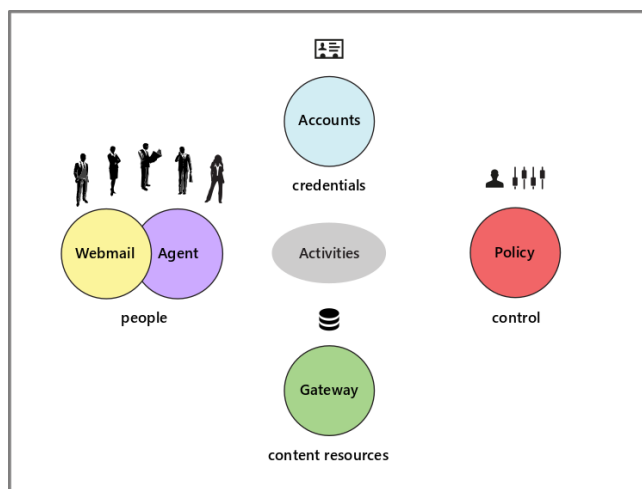 Accounts
credentials
Webmail
Agent
Activities
Policy
people
control
Gateway
content resources